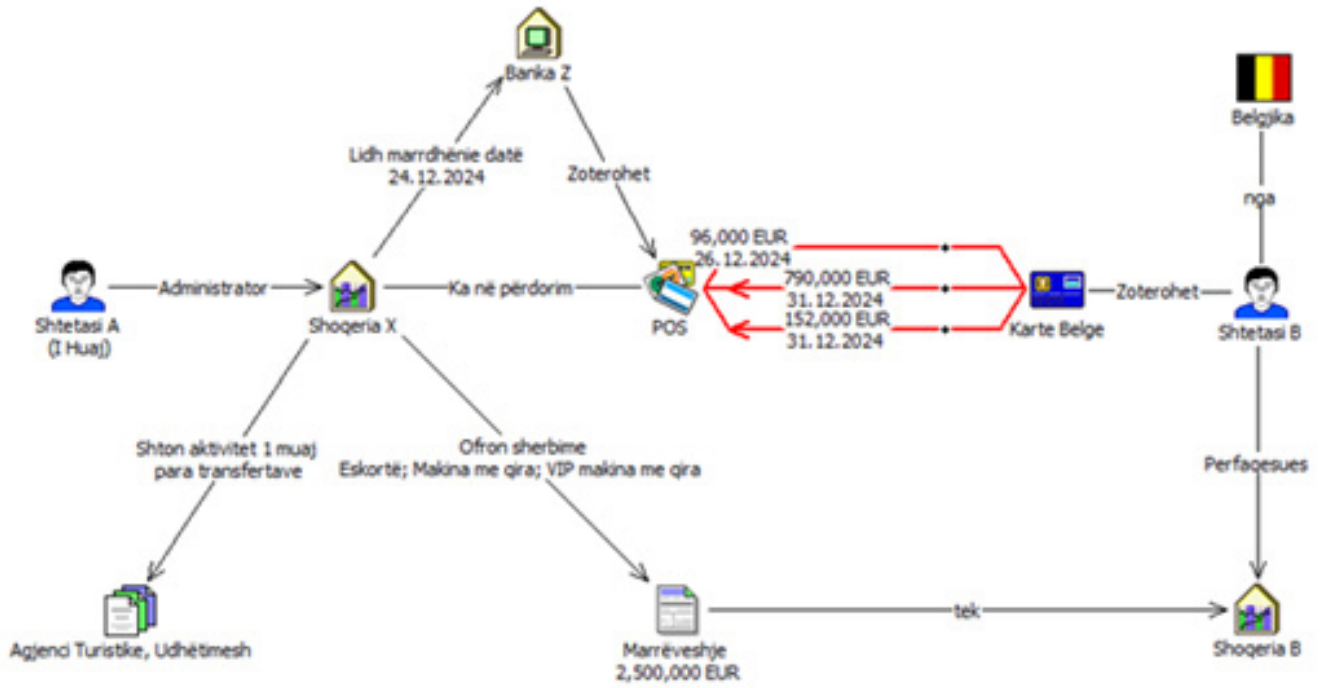 Banka Z
Belgjika
Lidh marrdhënie datë
24.12.2024
Zoterohet
nga
96,000 EUR
26.12.2024
790,000 EUR
31.12.2024
152,000 EUR
31.12.2024
Administrator
Ka në përdorim
Zoterohet
Shtetasi A
(I Huaj)
Shoqeria X
POS
Karte Belge
Shtetasi B
Shton aktivitet 1 muaj
para transfertave
Ofron sherbime
Eskortë; Makina me qira; VIP makina me qira
Perfaqesues
tek
Agjenci Turistike, Udhëtimesh
Marrëveshje
2,500,000 EUR
Shoqeria B